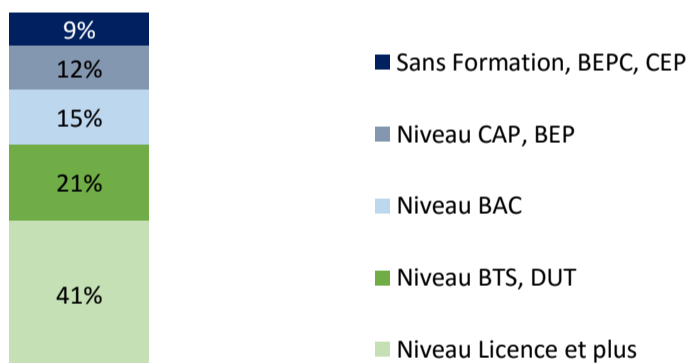 9%
12%
15%
21%
41%
Sans Formation, BEPC, CEP
Niveau CAP, BEP
Niveau BAC
Niveau BTS, DUT
Niveau Licence et plus